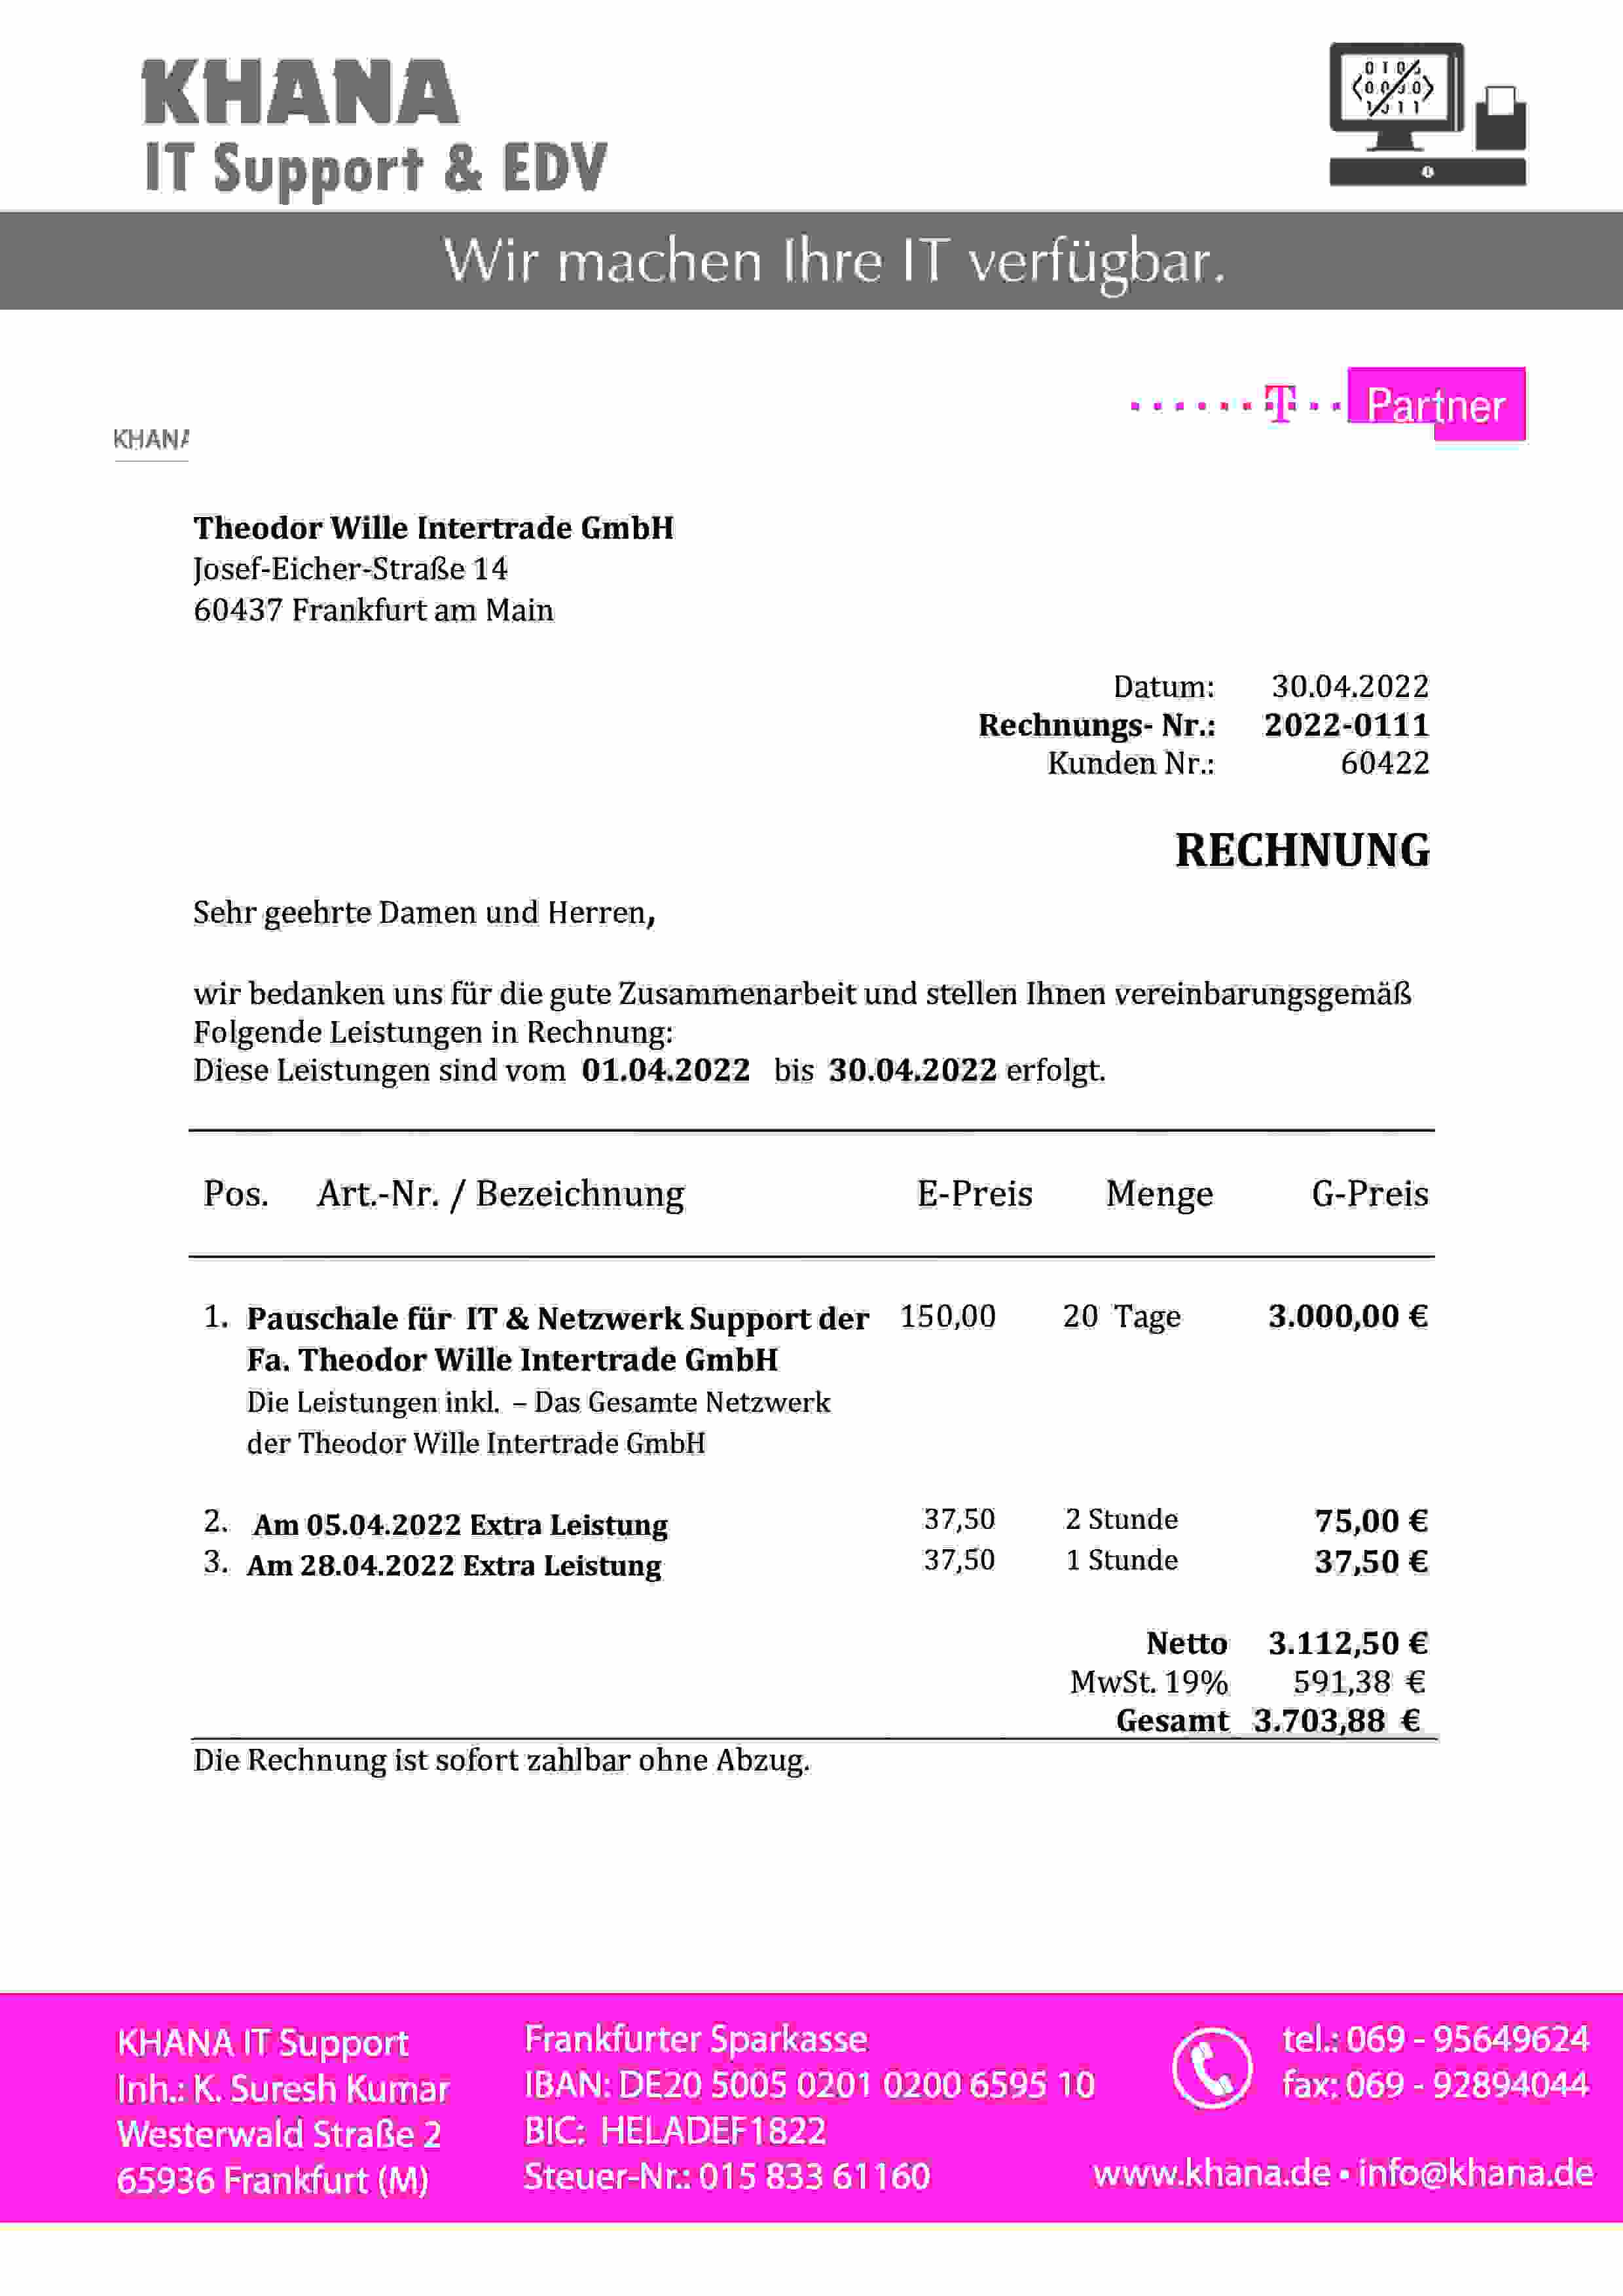 KHANA
IT Support & EDV
Wir machen Ihre IT verfügbar.
T Partner
KHANA
Theodor Wille Intertrade GmbH
Josef-Eicher-Straße 14
60437 Frankfurt am Main
Datum: 30.04.2022
Rechnungs- Nr.: 2022-0111
Kunden Nr.: 60422
RECHNUNG
Sehr geehrte Damen und Herren,
wir bedanken uns für die gute Zusammenarbeit und stellen Ihnen vereinbarungsgemäß
Folgende Leistungen in Rechnung:
Diese Leistungen sind vom 01.04.2022 bis 30.04.2022 erfolgt.
Pos. Art.-Nr. / Bezeichnung E-Preis Menge G-Preis
1. Pauschale für IT & Netzwerk Support der 150,00 20 Tage 3.000,00 €
Fa. Theodor Wille Intertrade GmbH
Die Leistungen inkl. – Das Gesamte Netzwerk
der Theodor Wille Intertrade GmbH
2. Am 05.04.2022 Extra Leistung 37,50 2 Stunde 75,00 €
3. Am 28.04.2022 Extra Leistung 37,50 1 Stunde 37,50 €
Netto 3.112,50 €
MwSt. 19% 591,38 €
Gesamt 3.703,88 €
Die Rechnung ist sofort zahlbar ohne Abzug.
KHANA IT Support
Inh.: K. Suresh Kumar
Westerwald Straße 2
65936 Frankfurt (M)
Frankfurter Sparkasse
IBAN: DE20 5005 0201 0200 6595 10
BIC: HELADEF1822
Steuer-Nr.: 015 833 61160
tel.: 069 - 95649624
fax: 069 - 92894044
www.khana.de • info@khana.de